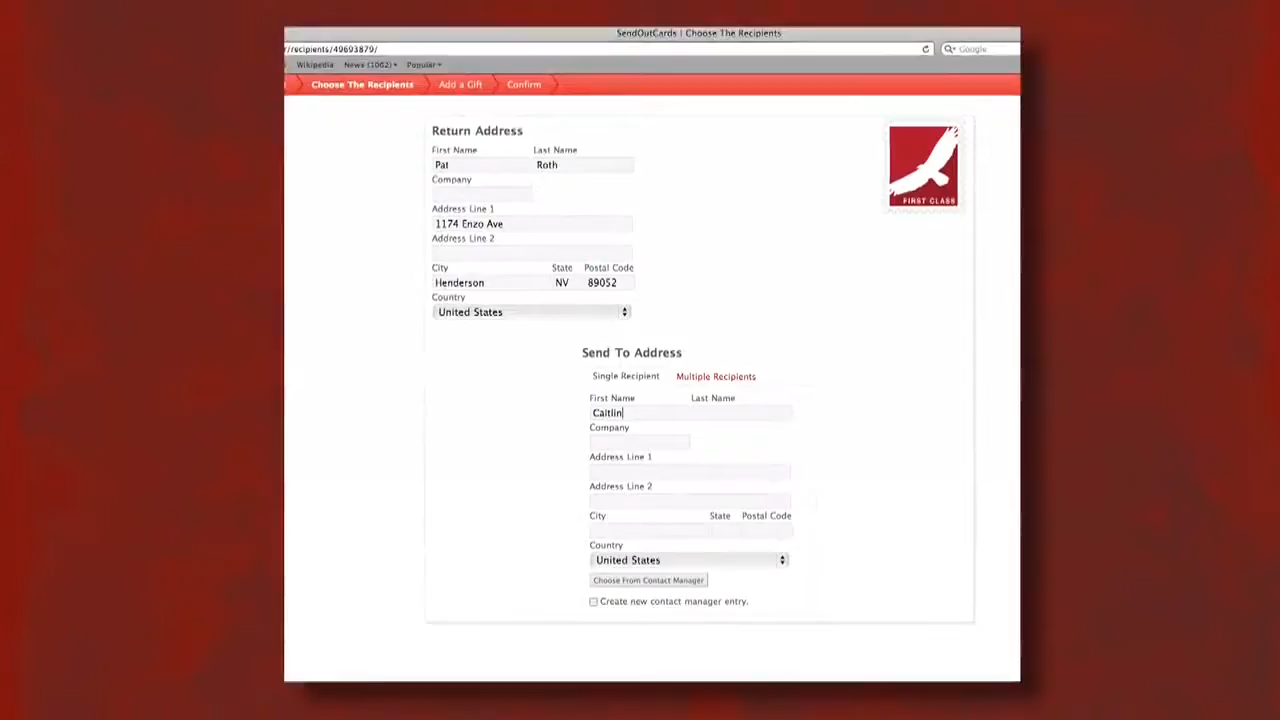 SendOutCards | Choose The Recipients
r/recipients/49693879/
Google
Wikipedia News (1062) Popular
Choose The Recipients Add a Gift Confirm
Return Address
First Name Last Name
Pat Roth
Company
Address Line 1
1174 Enzo Ave
Address Line 2
City State Postal Code
Henderson NV 89052
Country
United States
FIRST CLASS
Send To Address
Single Recipient Multiple Recipients
First Name Last Name
Caitlin
Company
Address Line 1
Address Line 2
City State Postal Code
Country
United States
Choose From Contact Manager
Create new contact manager entry.